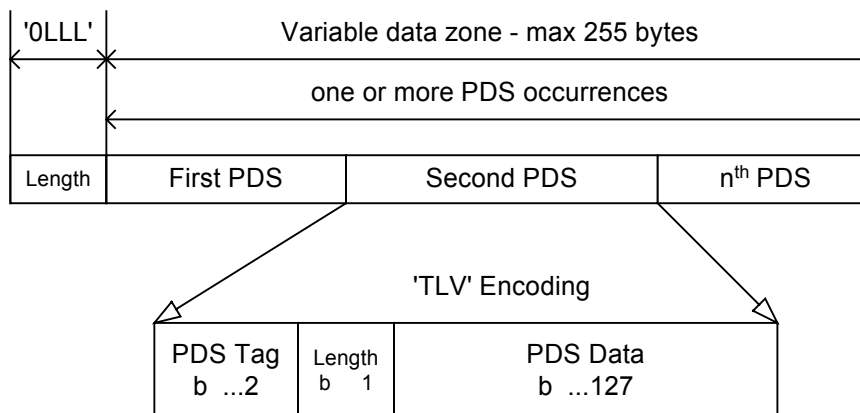 '0LLL' Variable data zone - max 255 bytes
one or more PDS occurrences
Length First PDS Second PDS nth PDS
'TLV' Encoding
PDS Tag Length PDS Data
b ...2 b 1 b ...127